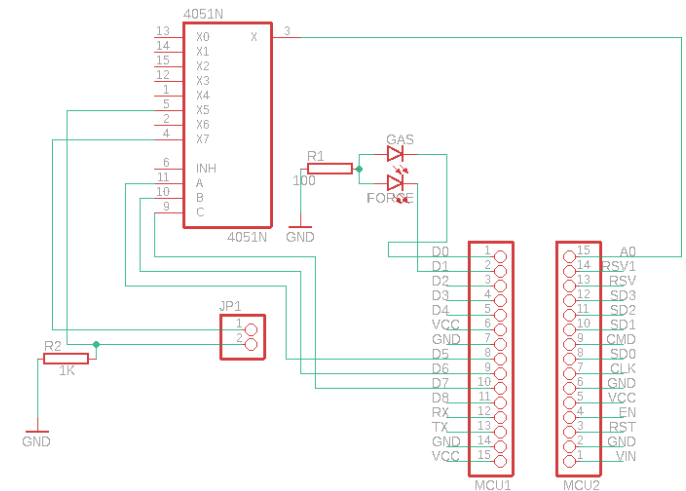 4051N
13 X0 X 3
14 X1
15 X2
12 X3
1 X4
5 X5
2 X6
4 X7
6 INH
11 A
10 B
9 C
4051N
R1
100
GND
GAS
FORCE
JP1
1
2
R2
1K
GND
D0 1
D1 2
D2 3
D3 4
D4 5
VCC 6
GND 7
D5 8
D6 9
D7 10
D8 11
RX 12
TX 13
GND 14
VCC 15
MCU1
15 A0
14 RSV1
13 RSV
12 SD3
11 SD2
10 SD1
9 CMD
8 SD0
7 CLK
6 GND
5 VCC
4 EN
3 RST
2 GND
1 VIN
MCU2